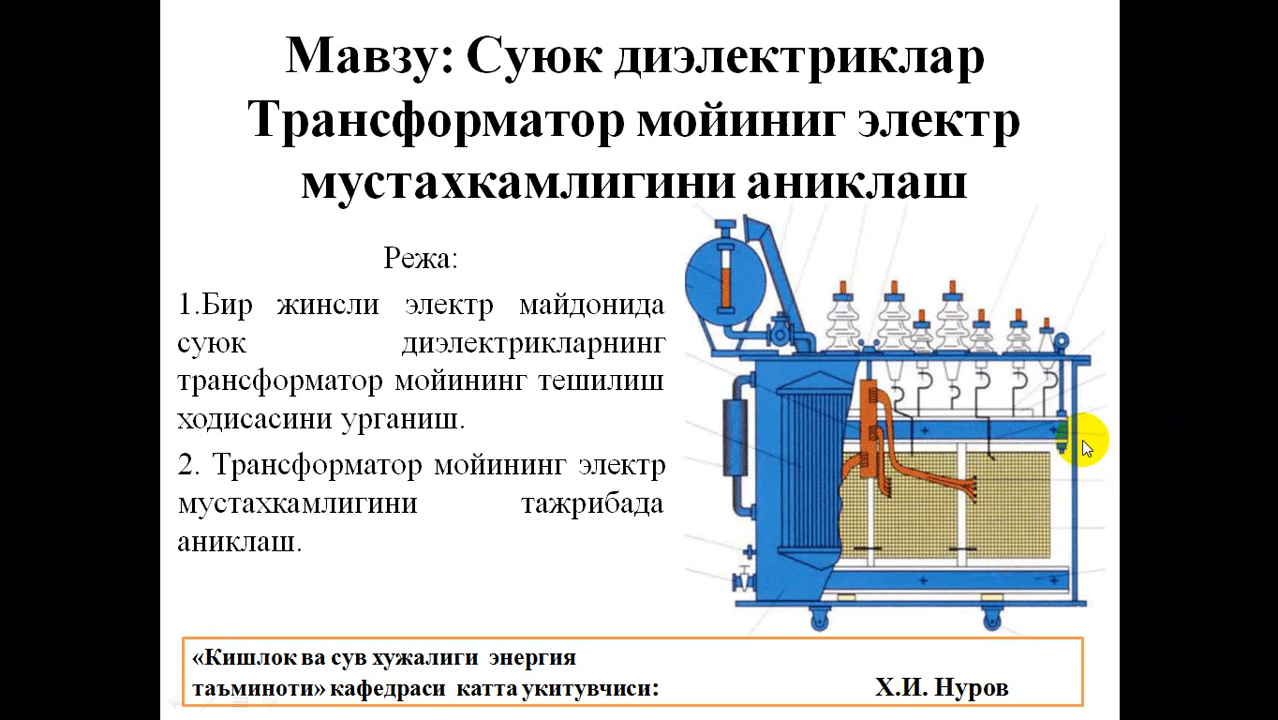 Мавзу: Суюк диэлектриклар
Трансформатор мойиниг электр
мустахкамлигини аниклаш
Режа:
1.Бир жинсли электр майдонида
суюк диэлектрикларнинг
трансформатор мойининг тешилиш
ходисасини урганиш.
2. Трансформатор мойининг электр
мустахкамлигини тажрибада
аниклаш.
«Кишлок ва сув хужалиги энергия
таъминоти» кафедраси катта укитувчиси: Х.И. Нуров